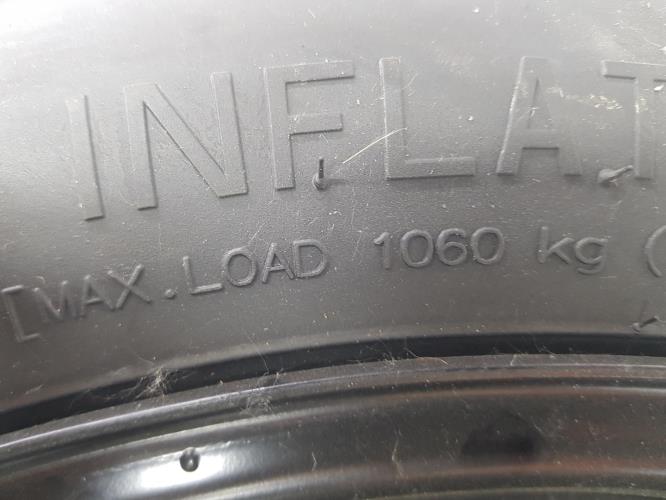 INFLAT
[MAX.LOAD 1060 kg (